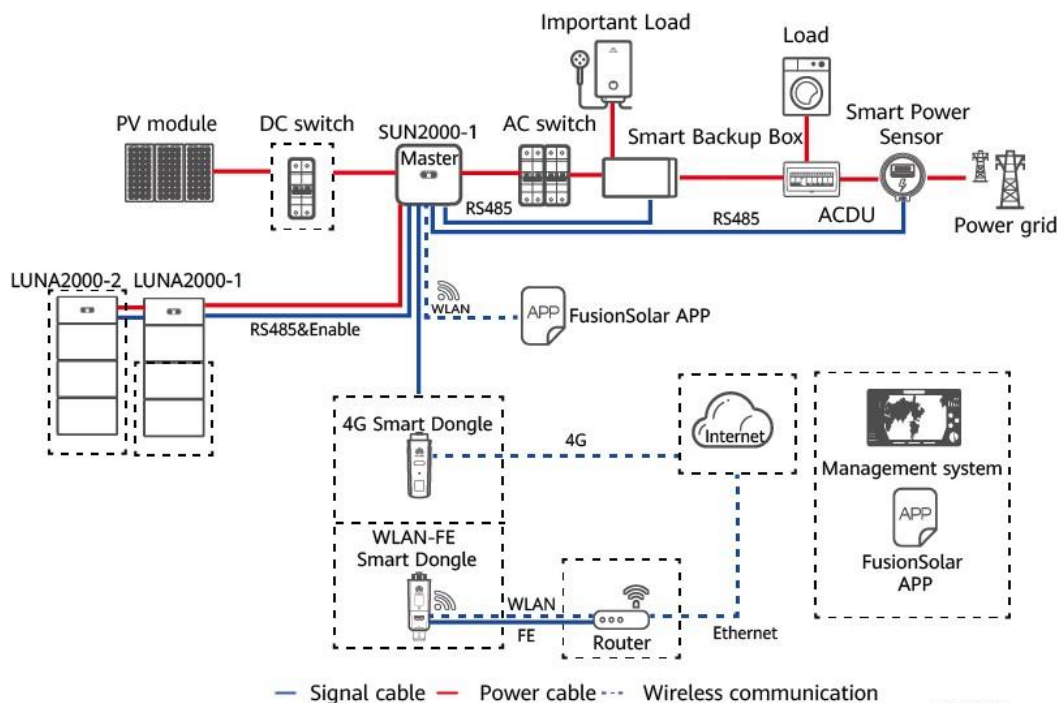 Important Load
Load
PV module
DC switch
SUN2000-1
Master
AC switch
Smart Backup Box
Smart Power
Sensor
RS485
RS485
ACDU
Power grid
LUNA2000-2
LUNA2000-1
RS485&Enable
WLAN
APP
FusionSolar APP
4G Smart Dongle
4G
Internet
Management system
APP
FusionSolar
APP
WLAN-FE
Smart Dongle
WLAN
FE
Router
Ethernet
Signal cable
Power cable
Wireless communication